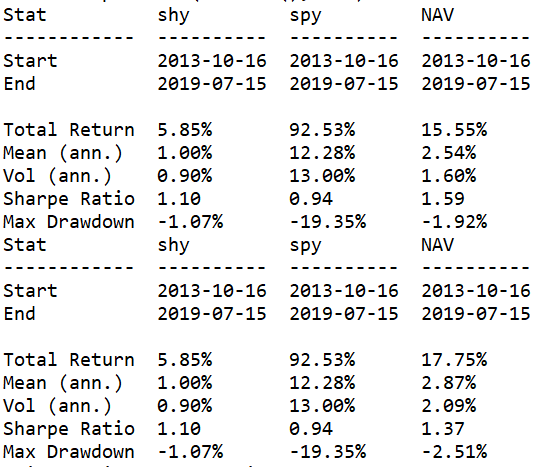 Stat          shy         spy         NAV
------------  ----------  ----------  ----------
Start         2013-10-16  2013-10-16  2013-10-16
End           2019-07-15  2019-07-15  2019-07-15

Total Return  5.85%       92.53%      15.55%
Mean (ann.)   1.00%       12.28%      2.54%
Vol (ann.)    0.90%       13.00%      1.60%
Sharpe Ratio  1.10        0.94        1.59
Max Drawdown  -1.07%      -19.35%     -1.92%
Stat          shy         spy         NAV
------------  ----------  ----------  ----------
Start         2013-10-16  2013-10-16  2013-10-16
End           2019-07-15  2019-07-15  2019-07-15

Total Return  5.85%       92.53%      17.75%
Mean (ann.)   1.00%       12.28%      2.87%
Vol (ann.)    0.90%       13.00%      2.09%
Sharpe Ratio  1.10        0.94        1.37
Max Drawdown  -1.07%      -19.35%     -2.51%